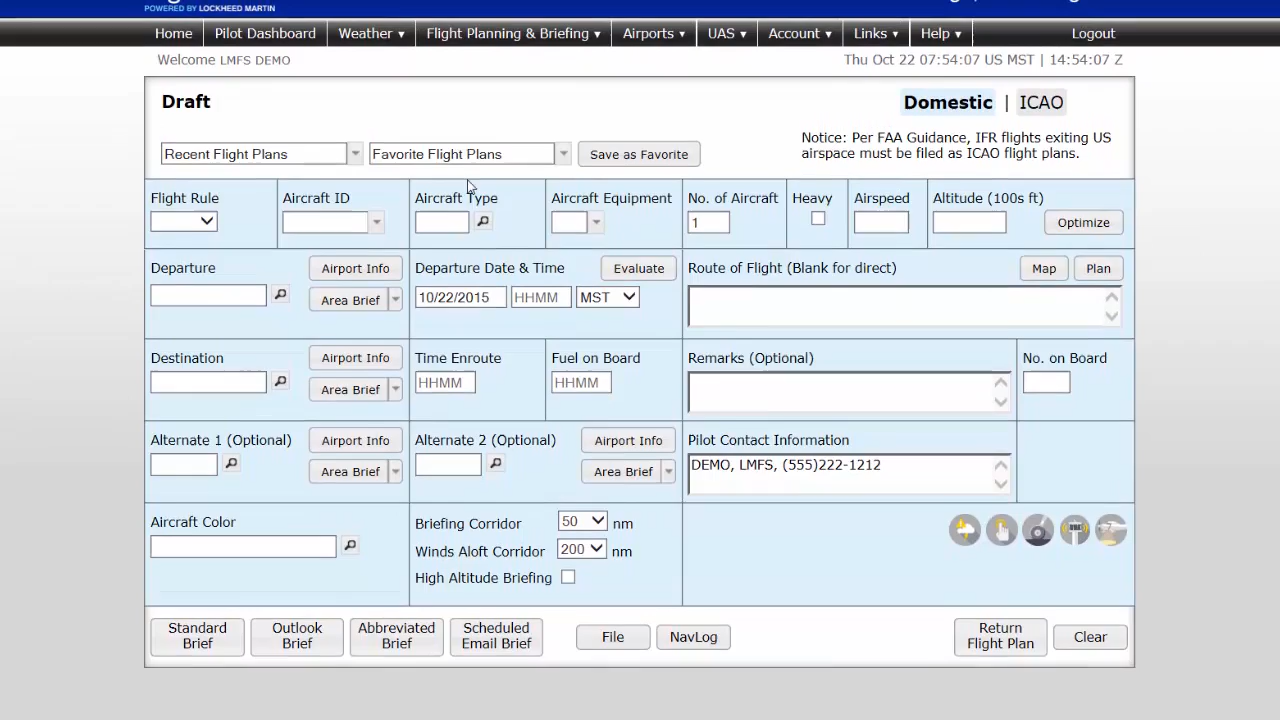 POWERED BY LOCKHEED MARTIN
Home Pilot Dashboard Weather Flight Planning & Briefing Airports UAS Account Links Help Logout
Welcome LMFS DEMO Thu Oct 22 07:54:07 US MST | 14:54:07 Z
Draft Domestic | ICAO
Notice: Per FAA Guidance, IFR flights exiting US
airspace must be filed as ICAO flight plans.
Recent Flight Plans Favorite Flight Plans Save as Favorite
Flight Rule Aircraft ID Aircraft Type Aircraft Equipment No. of Aircraft Heavy Airspeed Altitude (100s ft)
1 Optimize
Departure Airport Info Departure Date & Time Evaluate Route of Flight (Blank for direct) Map Plan
Area Brief 10/22/2015 HHMM MST
Destination Airport Info Time Enroute Fuel on Board Remarks (Optional) No. on Board
Area Brief HHMM HHMM
Alternate 1 (Optional) Airport Info Alternate 2 (Optional) Airport Info Pilot Contact Information
Area Brief Area Brief DEMO, LMFS, (555)222-1212
Aircraft Color Briefing Corridor 50 nm
Winds Aloft Corridor 200 nm
High Altitude Briefing
Standard Brief Outlook Brief Abbreviated Brief Scheduled Email Brief File NavLog Return Flight Plan Clear